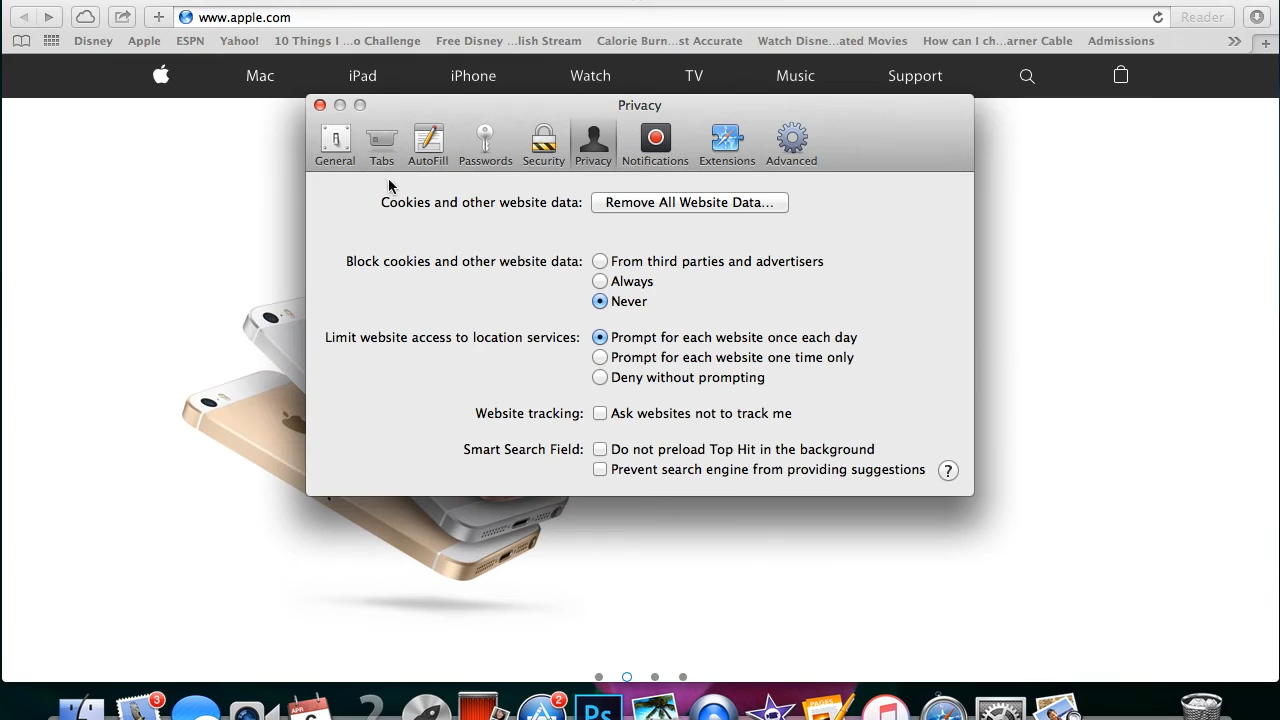 www.apple.com
Reader
Disney Apple ESPN Yahoo! 10 Things I ...o Challenge Free Disney ...lish Stream Calorie Burn...st Accurate Watch Disne...ated Movies How can I ch...arner Cable Admissions
Mac iPad iPhone Watch TV Music Support
Privacy
General Tabs AutoFill Passwords Security Privacy Notifications Extensions Advanced
Cookies and other website data: Remove All Website Data...
Block cookies and other website data: From third parties and advertisers
Always
Never
Limit website access to location services: Prompt for each website once each day
Prompt for each website one time only
Deny without prompting
Website tracking: Ask websites not to track me
Smart Search Field: Do not preload Top Hit in the background
Prevent search engine from providing suggestions ?
3 2
APR Ps PAGES